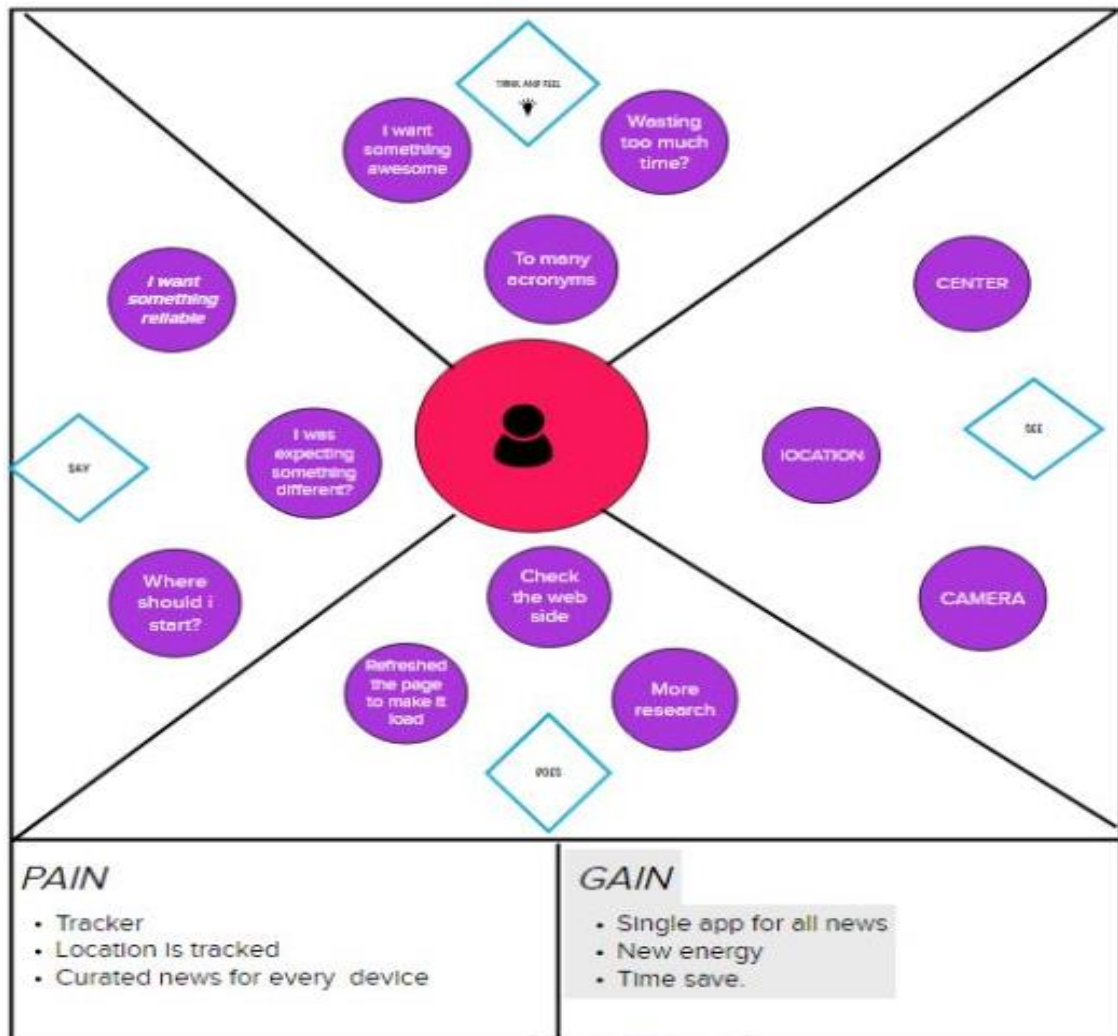 THINK AND FEEL
I want
something
awesome
Wasting
too much
time?
To many
acronyms
I want
something
reliable
CENTER
SAY
I was
expecting
something
different?
lOCATION
SEE
Where
should i
start?
Check
the web
side
CAMERA
Refreshed
the page
to make it
load
More
research
DOES
PAIN
• Tracker
• Location is tracked
• Curated news for every device
GAIN
• Single app for all news
• New energy
• Time save.